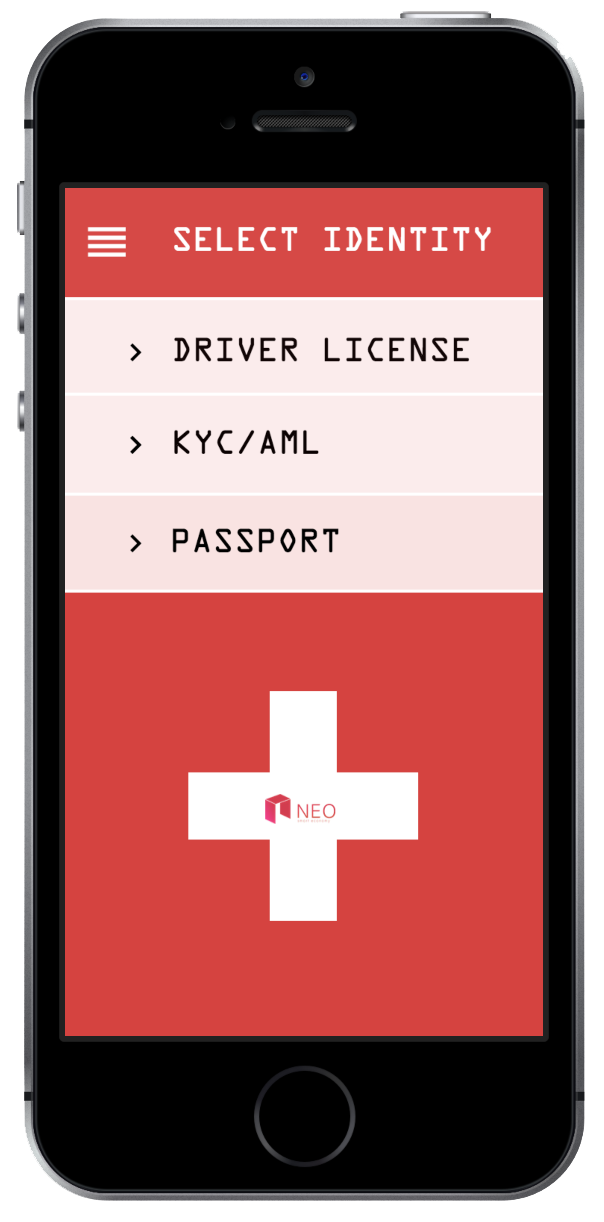 SELECT IDENTITY
> DRIVER LICENSE
> KYC/AML
> PASSPORT
NEO